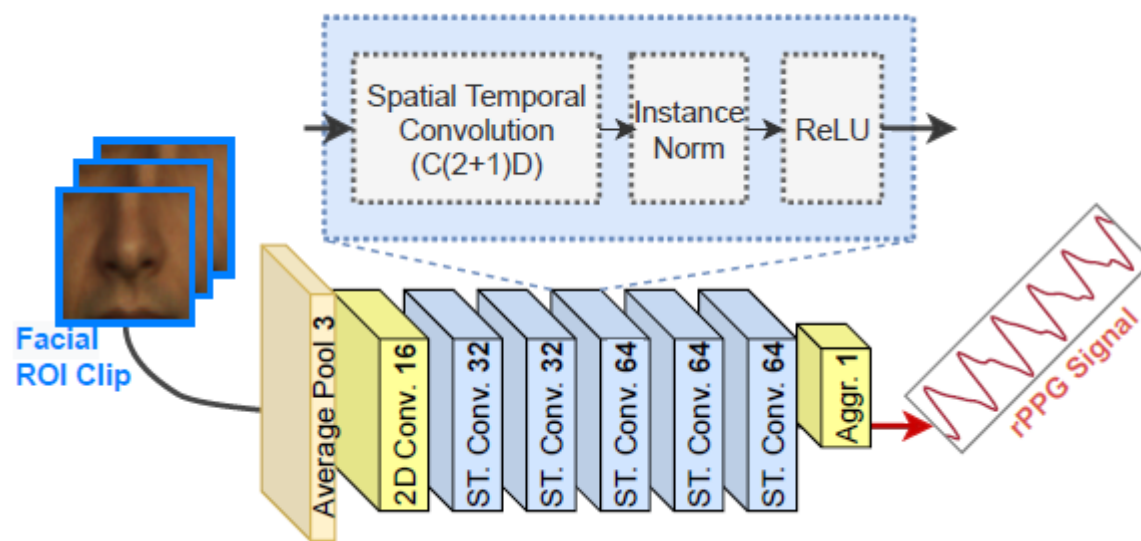 Spatial Temporal
Convolution
(C(2+1)D)
Instance
Norm
ReLU
Facial
ROI Clip
Average Pool 3
2D Conv. 16
ST. Conv. 32
ST. Conv. 32
ST. Conv. 64
ST. Conv. 64
ST. Conv. 64
Aggr. 1
rPPG Signal